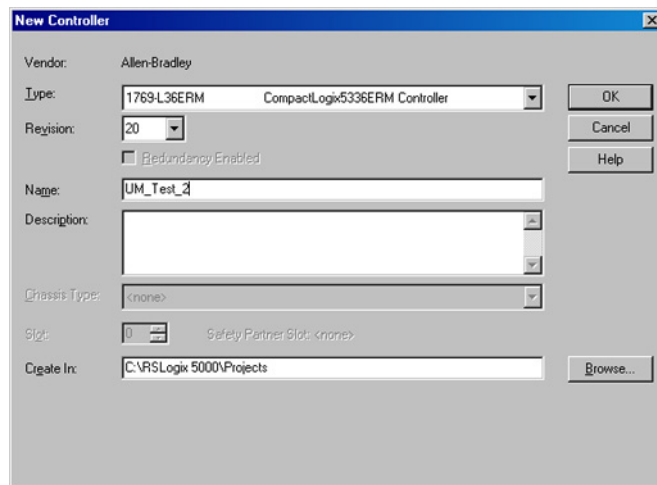 New Controller
Vendor: Allen-Bradley
Type: 1769-L36ERM CompactLogix5336ERM Controller
OK
Revision: 20
Cancel
Redundancy Enabled
Help
Name: UM_Test_2
Description:
Chassis Type: <none>
Slot: 0 Safety Partner Slot: <none>
Create In: C:\RSLogix 5000\Projects
Browse...